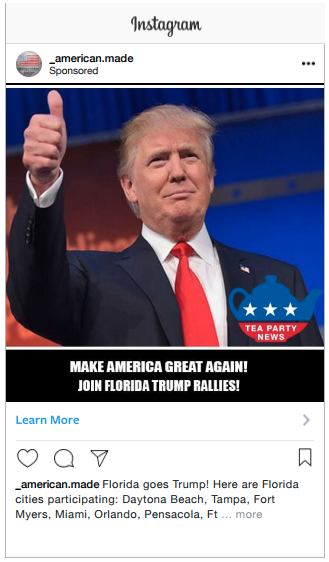 Instagram
_american.made
Sponsored
TEA PARTY
NEWS
MAKE AMERICA GREAT AGAIN!
JOIN FLORIDA TRUMP RALLIES!
Learn More
_american.made Florida goes Trump! Here are Florida
cities participating: Daytona Beach, Tampa, Fort
Myers, Miami, Orlando, Pensacola, Ft ... more